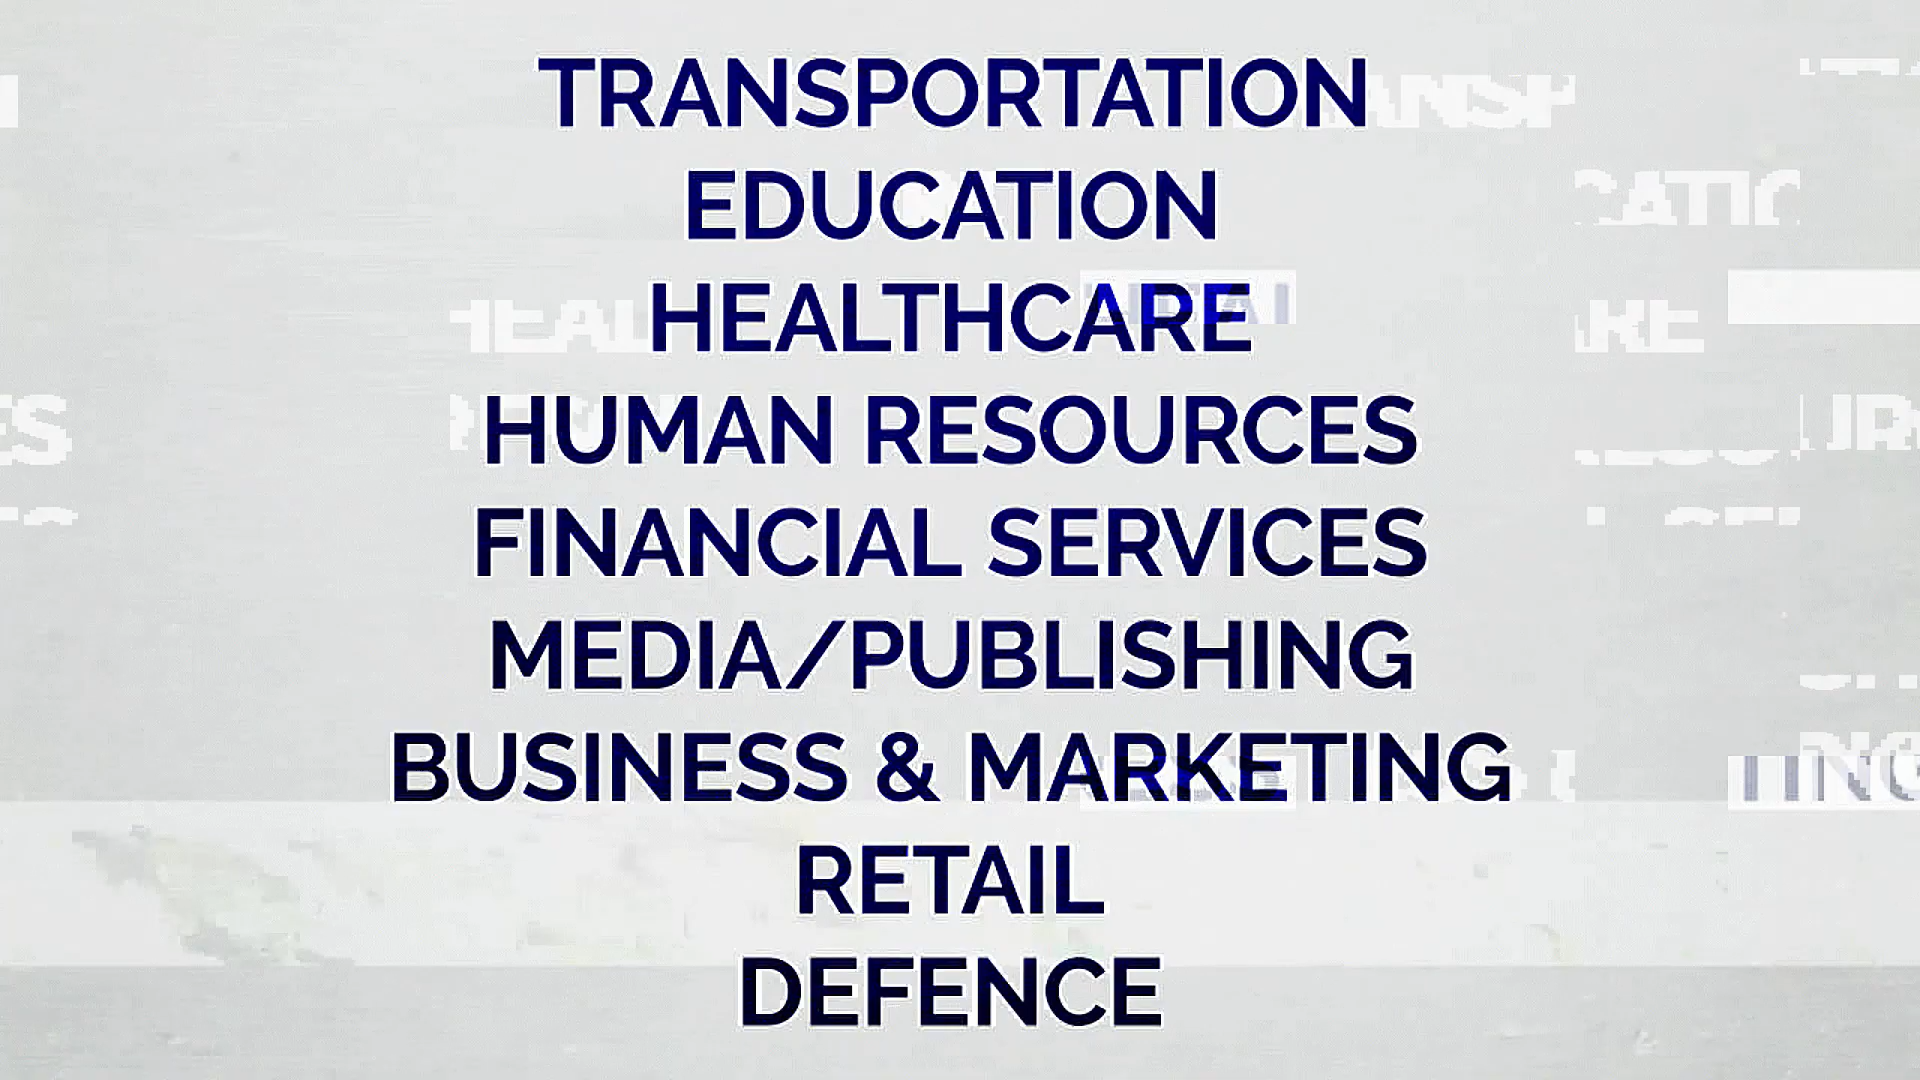 TRANSPORTATION
EDUCATION
HEALTHCARE
HUMAN RESOURCES
FINANCIAL SERVICES
MEDIA/PUBLISHING
BUSINESS & MARKETING
RETAIL
DEFENCE